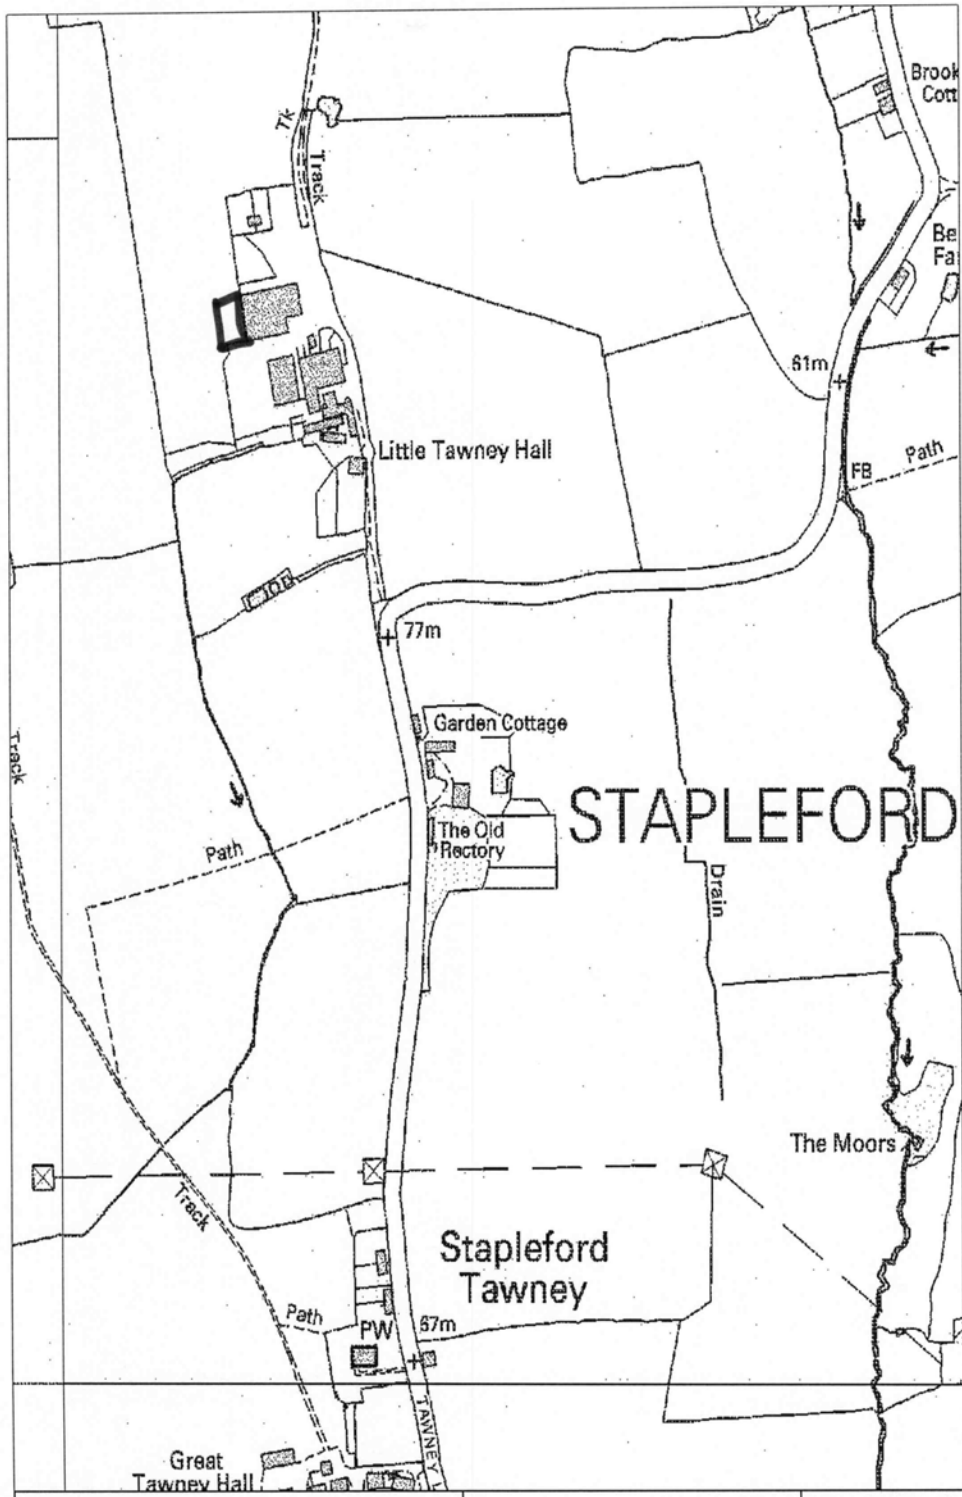 Brook
Cott
Tk
Track
Be
Fa
61m
Little Tawney Hall
FB
Path
77m
Garden Cottage
Track
STAPLEFORD
The Old
Rectory
Path
Drain
The Moors
Track
Stapleford
Tawney
Path
PW
67m
TAWNEY L
Great
Tawney Hall